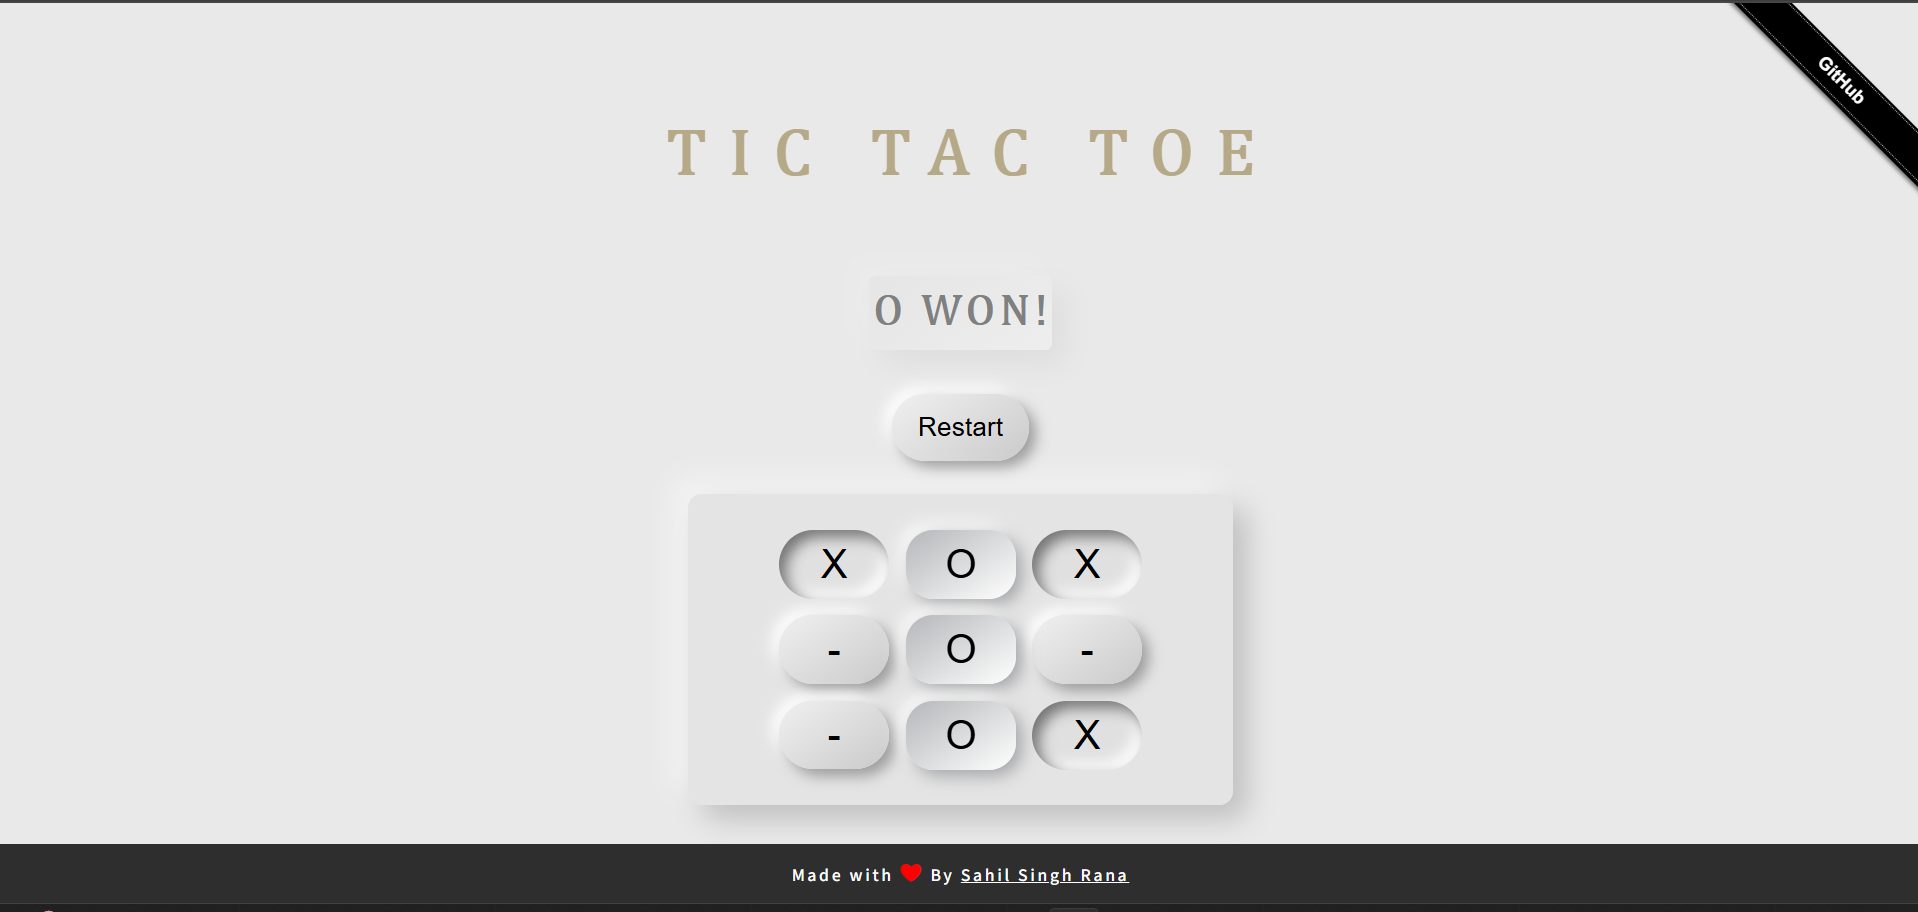 GitHub
TIC TAC TOE
O WON!
Restart
X O X
- O -
- O X
Made with ❤ By Sahil Singh Rana